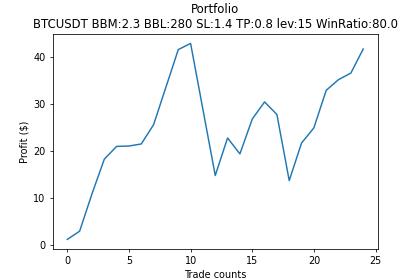 Portfolio
BTCUSDT BBM:2.3 BBL:280 SL:1.4 TP:0.8 lev:15 WinRatio:80.0
40
30
20
10
0
Profit ($)
0 5 10 15 20 25
Trade counts